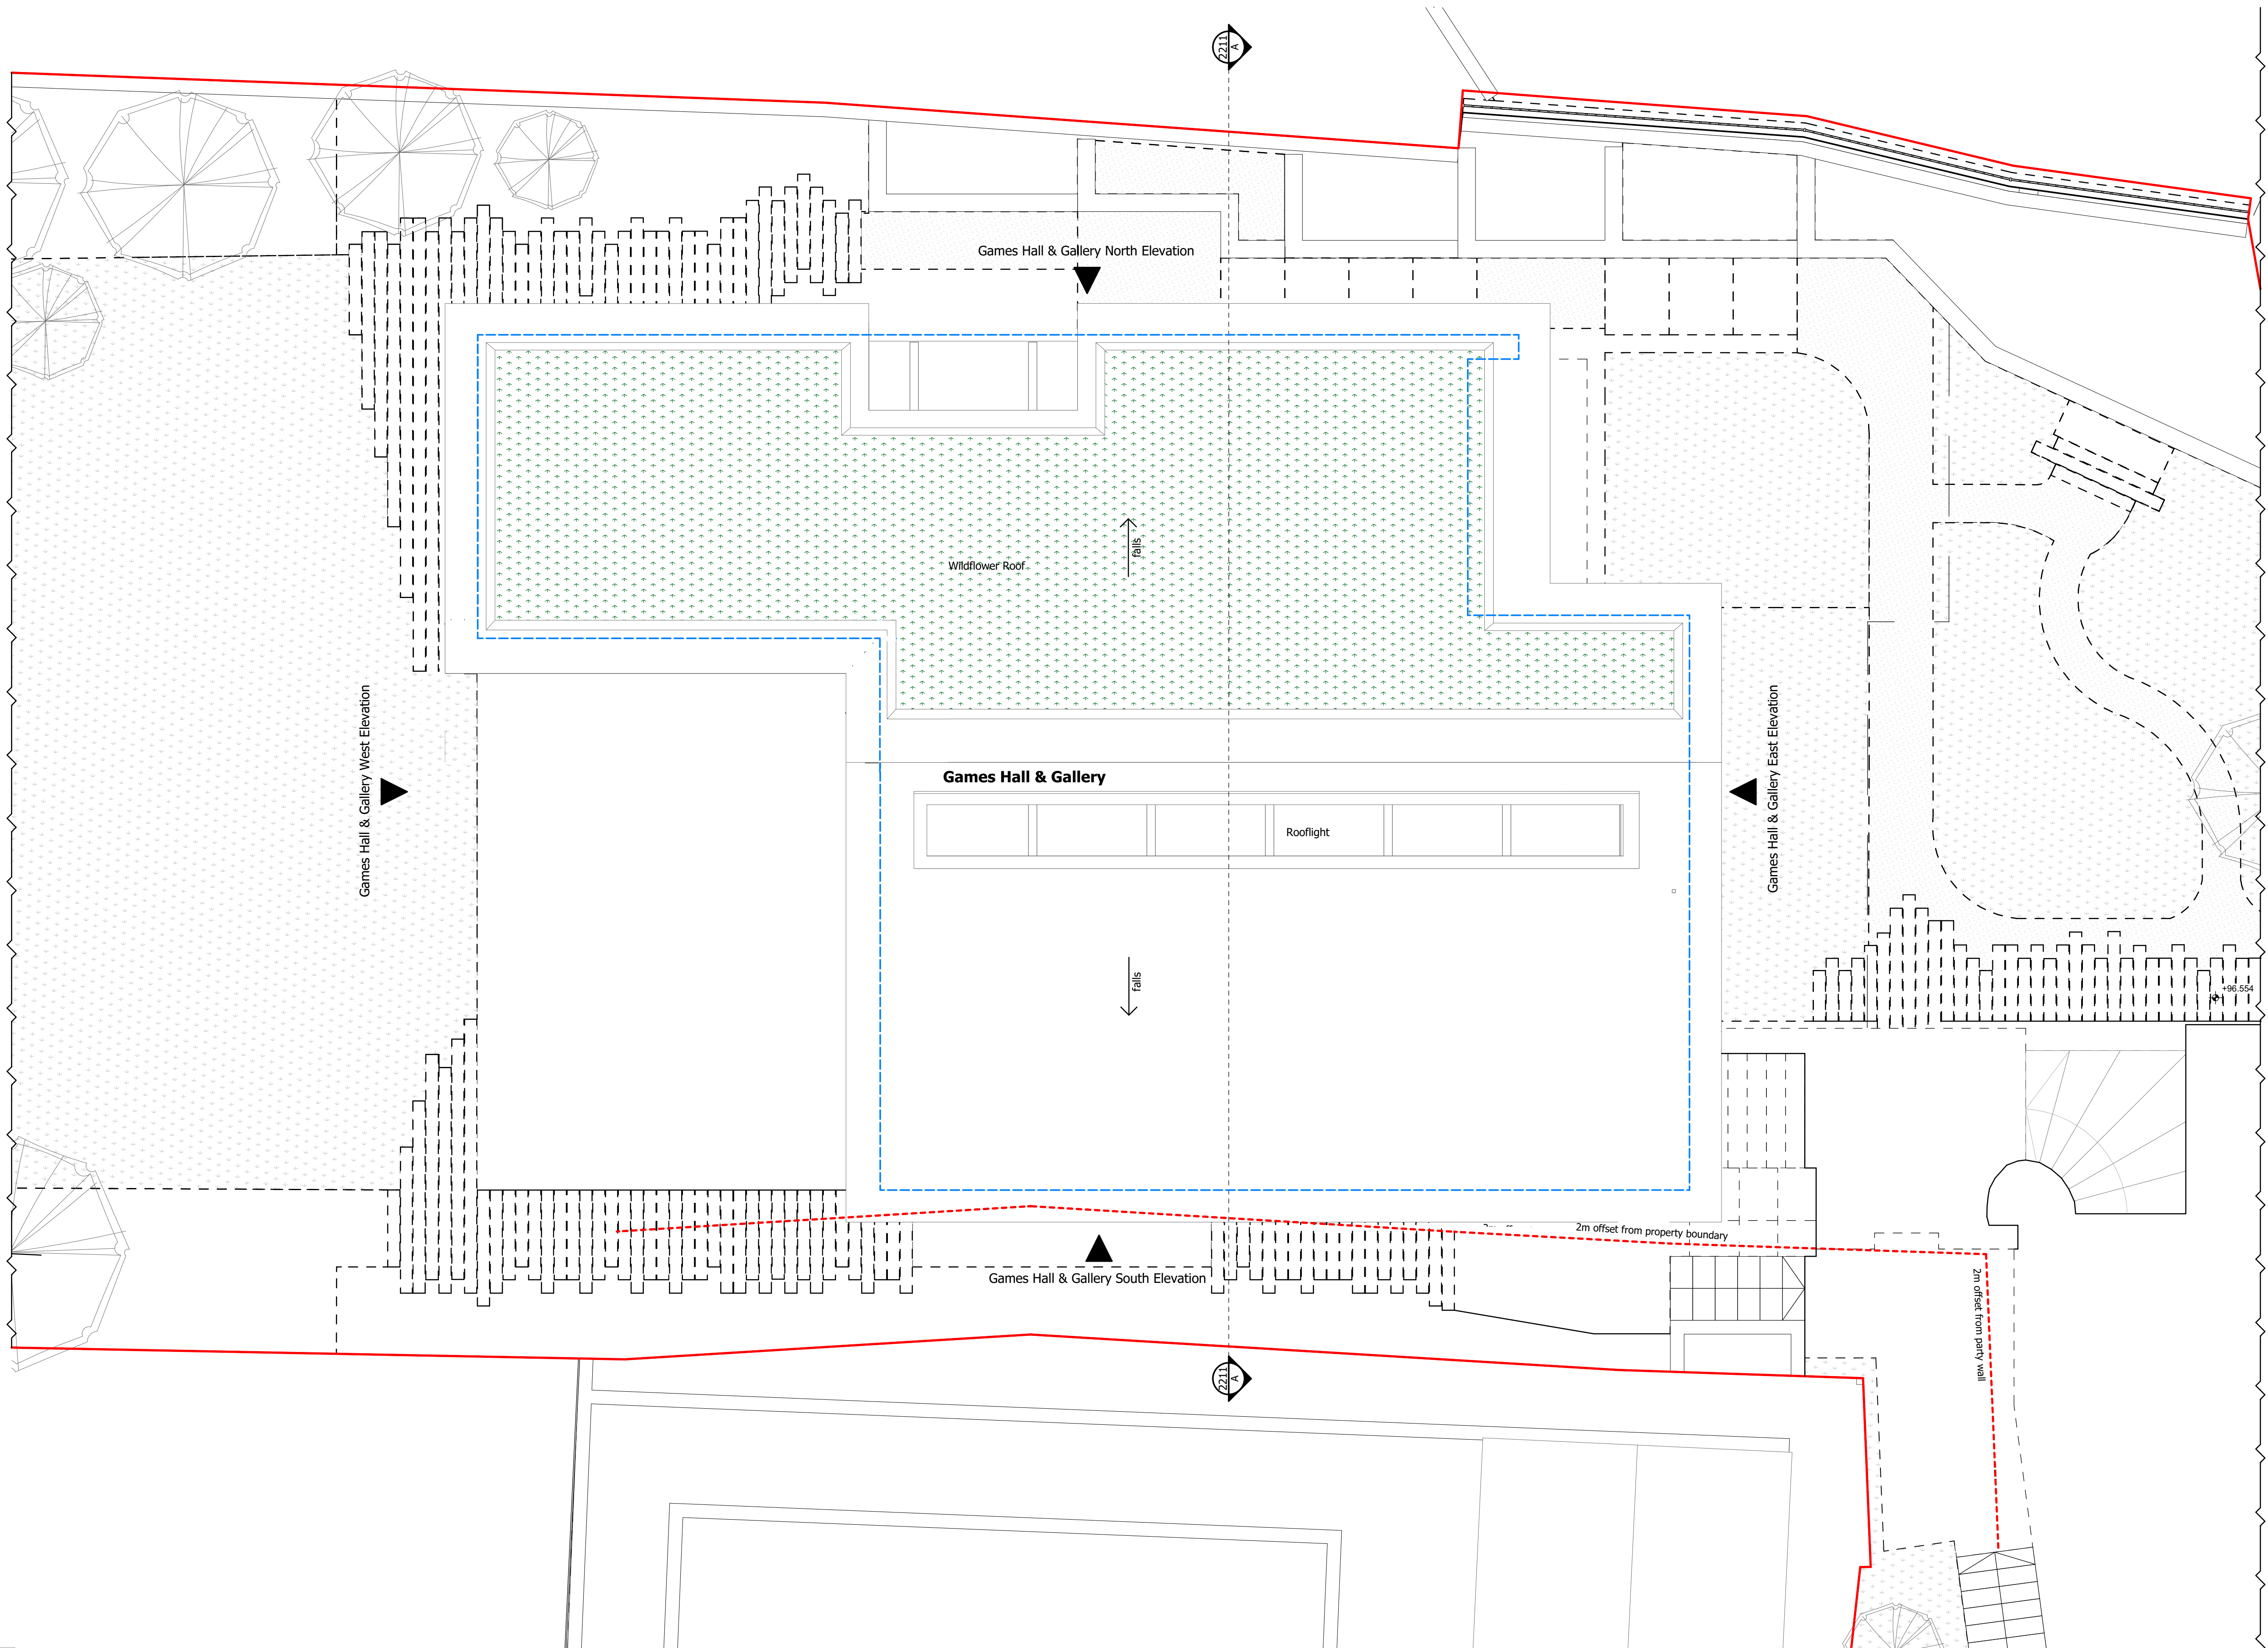 2211
A
Games Hall & Gallery North Elevation
falls
Wildflower Roof
Games Hall & Gallery West Elevation
Games Hall & Gallery East Elevation
Games Hall & Gallery
Rooflight
falls
+96.554
2m offset from property boundary
Games Hall & Gallery South Elevation
2m offset from party wall
2211
A